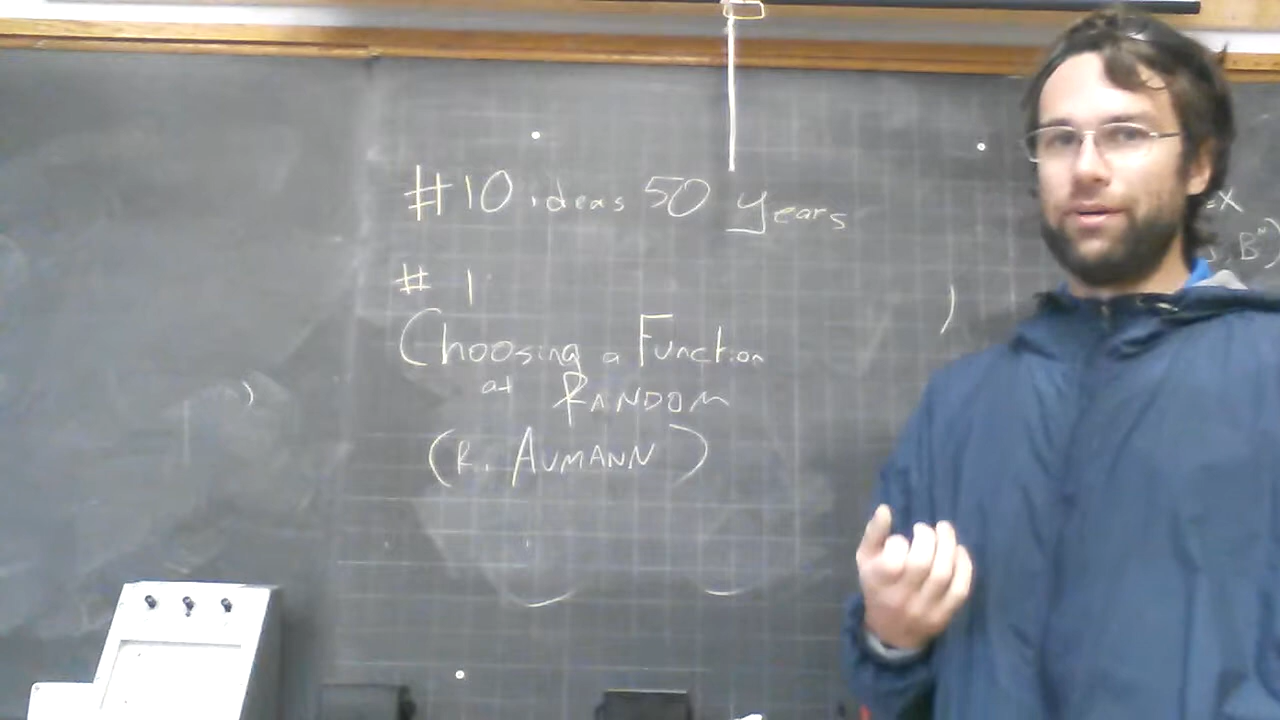 #10 ideas 50 years
# 1
Choosing a Function
at RANDOM
(R. AUMANN)
=X
, B^N)